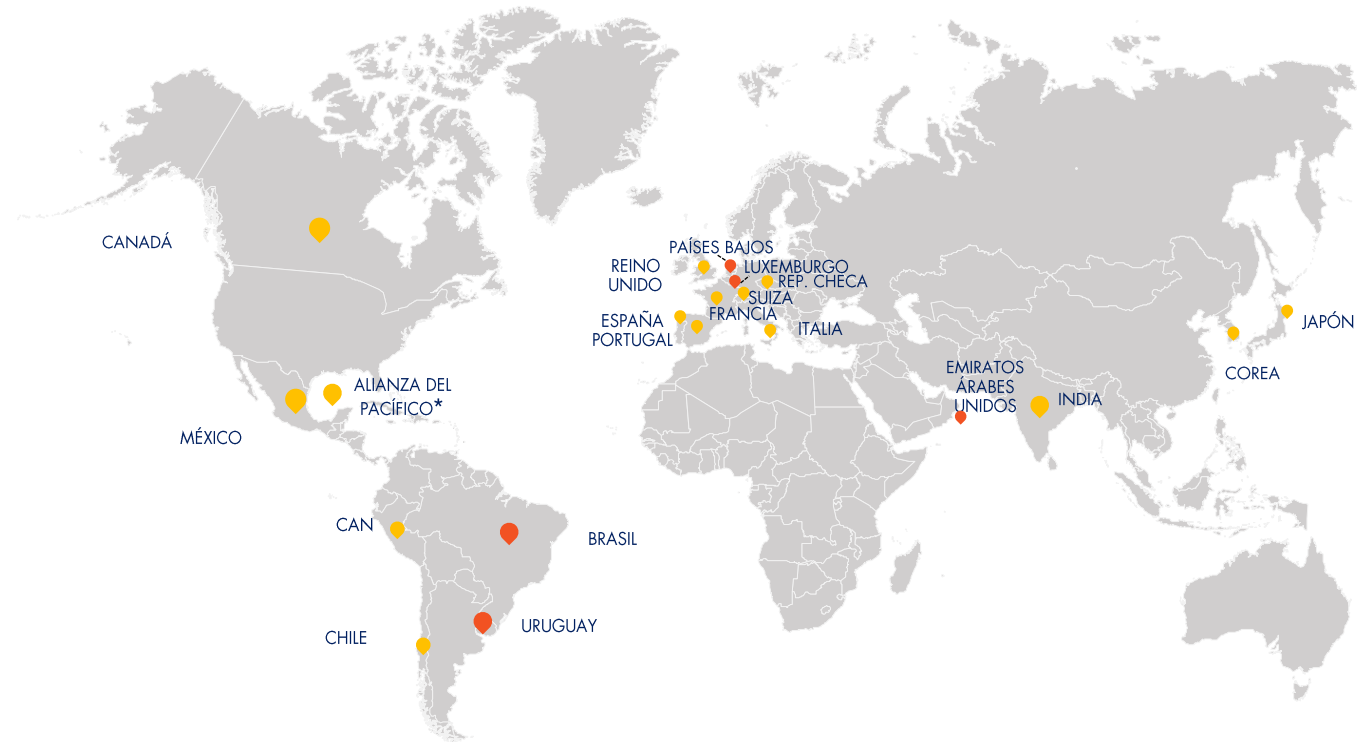 CANADÁ
PAÍSES BAJOS
REINO
UNIDO
LUXEMBURGO
REP. CHECA
SUIZA
FRANCIA
ESPAÑA
PORTUGAL
ITALIA
JAPÓN
COREA
EMIRATOS
ÁRABES
UNIDOS
INDIA
ALIANZA DEL
PACÍFICO*
MÉXICO
CAN
BRASIL
URUGUAY
CHILE